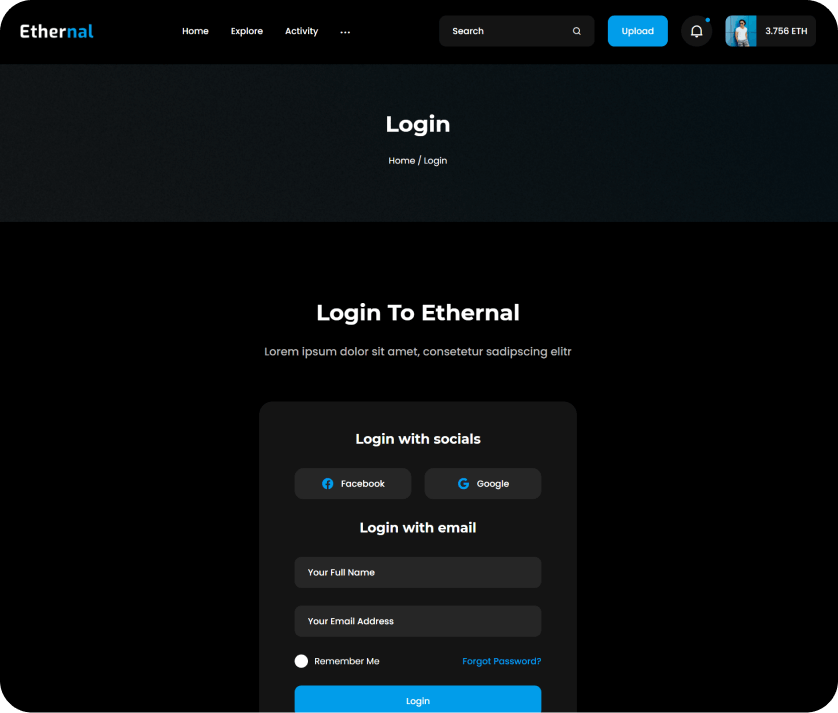 Ethernal Home Explore Activity ... Search Upload 3.756 ETH
Login
Home / Login
Login To Ethernal
Lorem ipsum dolor sit amet, consetetur sadipscing elitr
Login with socials
Facebook Google
Login with email
Your Full Name
Your Email Address
Remember Me Forgot Password?
Login